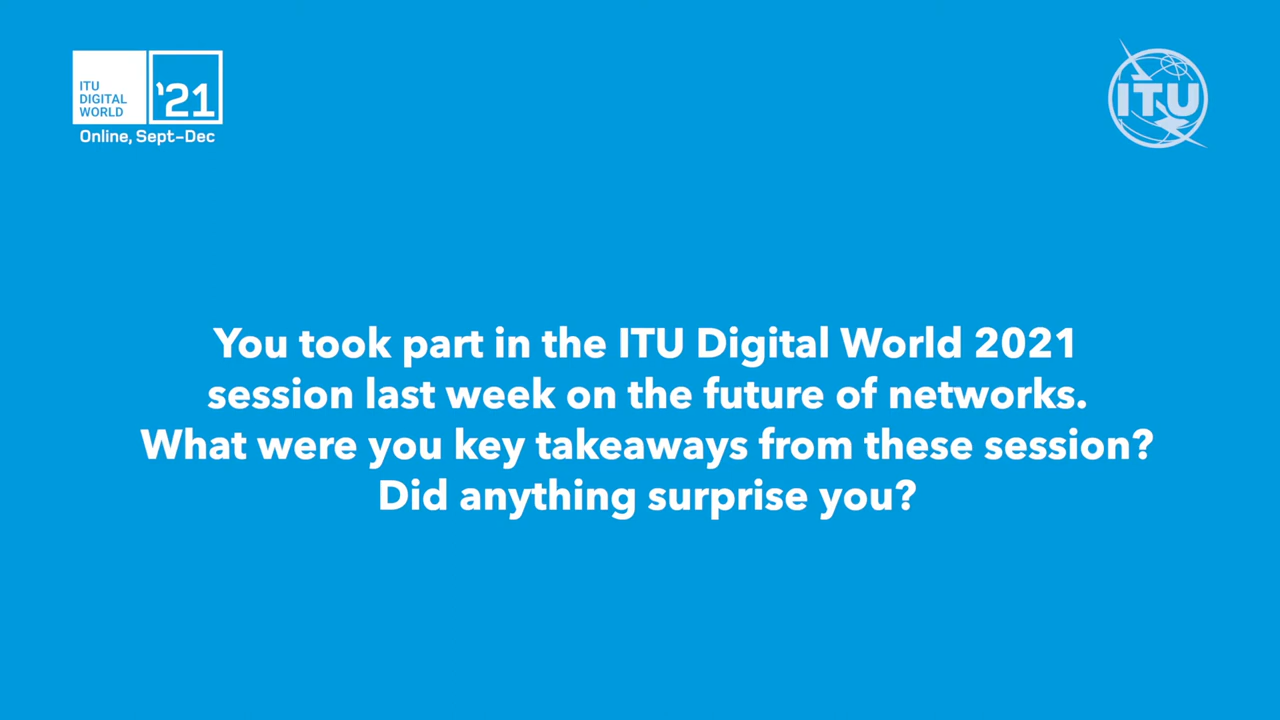 ITU
DIGITAL
WORLD
'21
Online, Sept–Dec
ITU
You took part in the ITU Digital World 2021
session last week on the future of networks.
What were you key takeaways from these session?
Did anything surprise you?